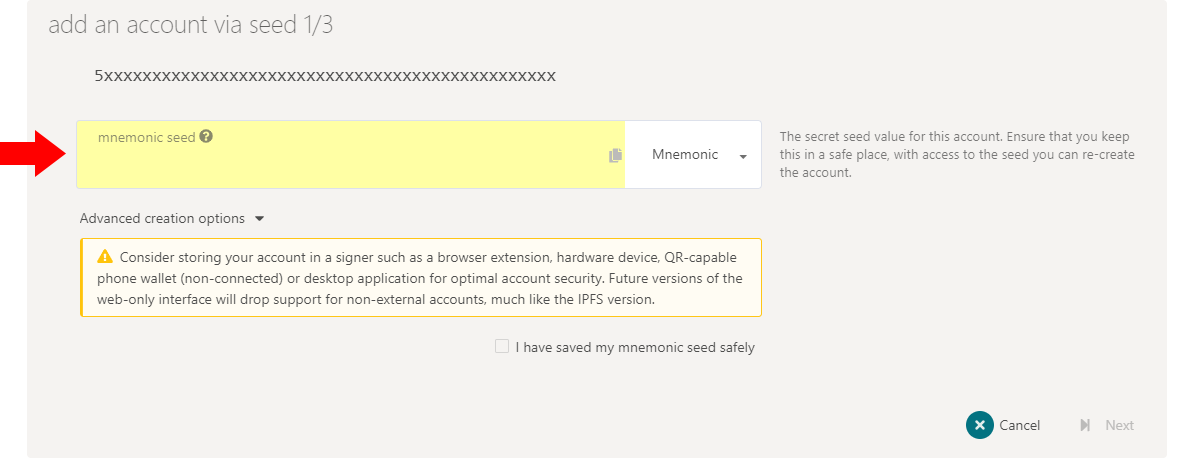 add an account via seed 1/3
5xxxxxxxxxxxxxxxxxxxxxxxxxxxxxxxxxxxxxxxxxxxxxxx
mnemonic seed ?
Mnemonic
The secret seed value for this account. Ensure that you keep
this in a safe place, with access to the seed you can re-create
the account.
Advanced creation options
Consider storing your account in a signer such as a browser extension, hardware device, QR-capable
phone wallet (non-connected) or desktop application for optimal account security. Future versions of the
web-only interface will drop support for non-external accounts, much like the IPFS version.
I have saved my mnemonic seed safely
Cancel
Next